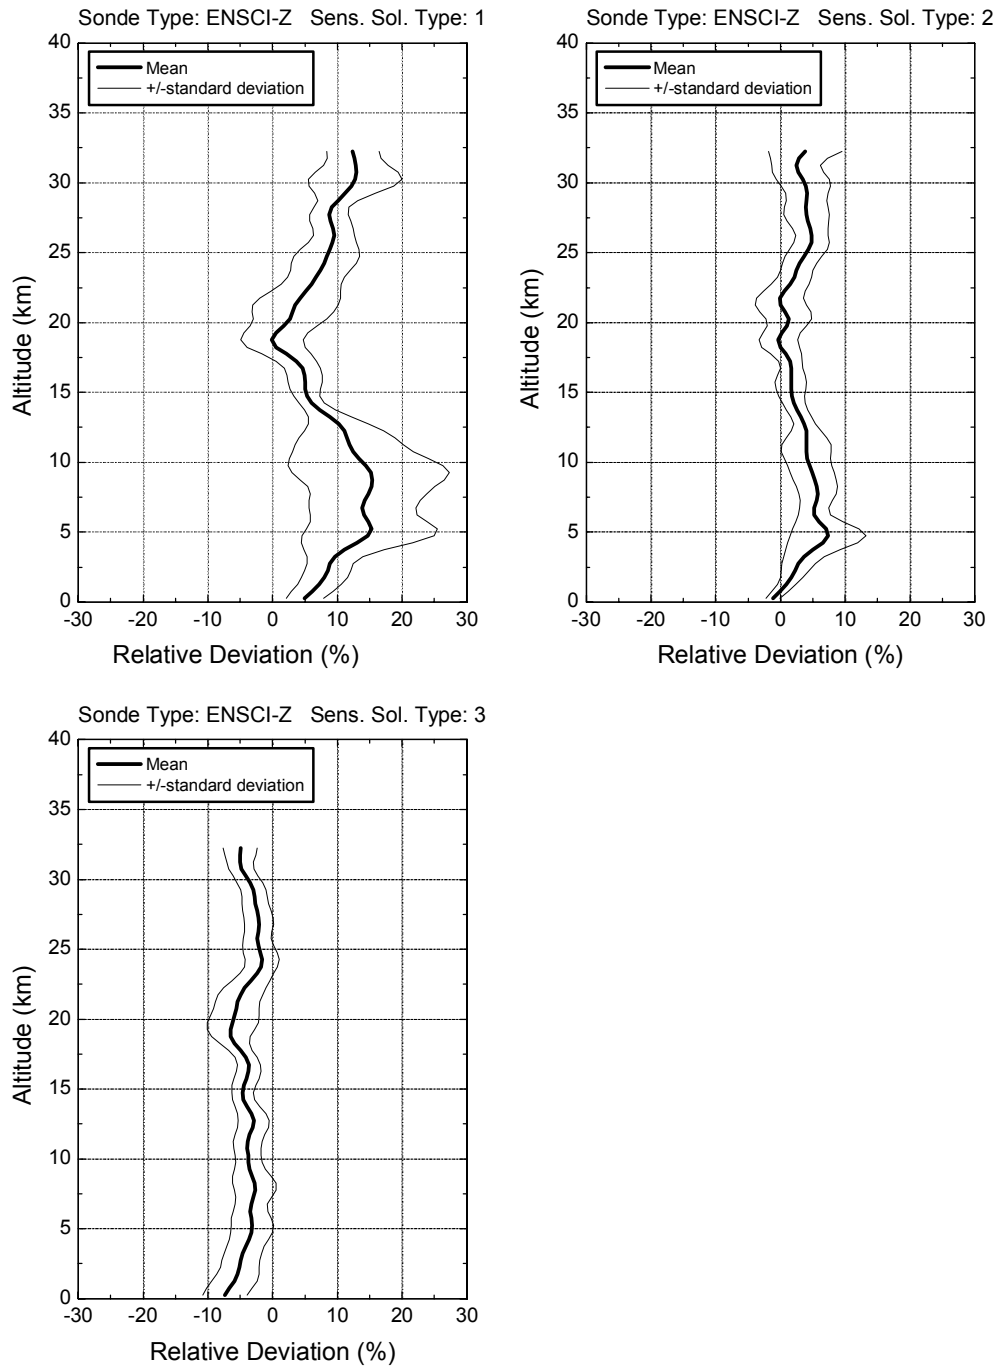 Sonde Type: ENSCI-Z Sens. Sol. Type: 1
40
35
30
25
20
15
10
5
0
Altitude (km)
Mean
+/-standard deviation
-30 -20 -10 0 10 20 30
Relative Deviation (%)
Sonde Type: ENSCI-Z Sens. Sol. Type: 2
40
35
30
25
20
15
10
5
0
Altitude (km)
Mean
+/-standard deviation
-30 -20 -10 0 10 20 30
Relative Deviation (%)
Sonde Type: ENSCI-Z Sens. Sol. Type: 3
40
35
30
25
20
15
10
5
0
Altitude (km)
Mean
+/-standard deviation
-30 -20 -10 0 10 20 30
Relative Deviation (%)